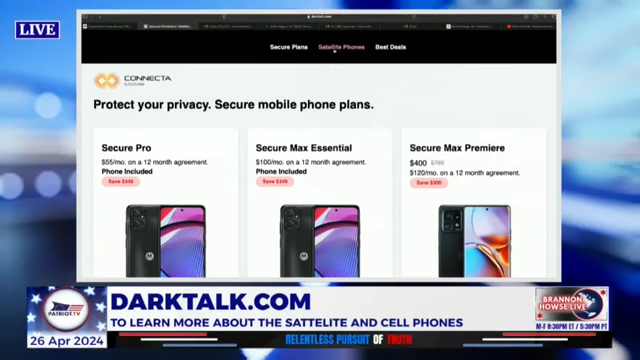 LIVE
Secure Plans Satellite Phones Best Deals
CONNECTA
Protect your privacy. Secure mobile phone plans.
Secure Pro
$55/mo. on a 12 month agreement.
Phone Included
Save $349
Secure Max Essential
$100/mo. on a 12 month agreement.
Phone Included
Save $349
Secure Max Premiere
$400
$120/mo. on a 12 month agreement.
DARKTALK.COM
TO LEARN MORE ABOUT THE SATTELITE AND CELL PHONES
PATRIOT.TV
26 Apr 2024
RELENTLESS PURSUIT OF TRUTH
BRANNON
HOWSE LIVE
M-F 8:30PM ET / 5:30PM PT